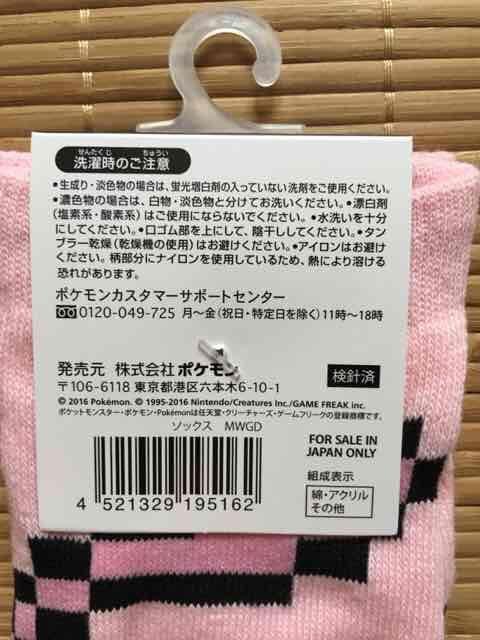 せんたくじ ちゅうい
洗濯時のご注意
●生成り・淡色物の場合は、蛍光増白剤の入っていない洗剤をご使用ください。
●濃色物の場合は、白物・淡色物と分けてお洗いください。●漂白剤
(塩素系・酸素系)はご使用にならないでください。●水洗いを十分
にしてください。●口ゴム部を上にして、陰干ししてください。●タン
ブラー乾燥(乾燥機の使用)はお避けください。●アイロンはお避け
ください。柄部分にナイロンを使用しているため、熱により溶ける
恐れがあります。
ポケモンカスタマーサポートセンター
0120-049-725 月〜金(祝日・特定日を除く)11時〜18時
発売元 株式会社ポケモン
〒106-6118 東京都港区六本木6-10-1
検針済
© 2016 Pokémon. © 1995-2016 Nintendo/Creatures Inc./GAME FREAK inc.
ポケットモンスター・ポケモン・Pokémonは任天堂・クリーチャーズ・ゲームフリークの登録商標です。
ソックス MWGD
FOR SALE IN
JAPAN ONLY
組成表示
綿・アクリル
その他
4 521329 195162